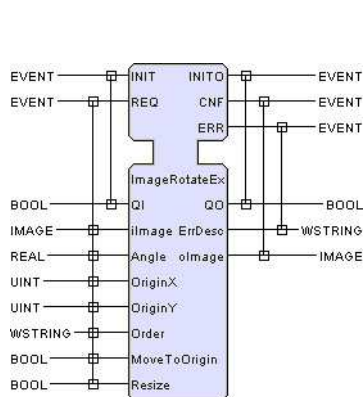 EVENT INIT INITO EVENT
EVENT REQ CNF EVENT
ERR EVENT
ImageRotateEx
BOOL QI QO BOOL
IMAGE iImage ErrDesc WSTRING
REAL Angle oImage IMAGE
UINT OriginX
UINT OriginY
WSTRING Order
BOOL MoveToOrigin
BOOL Resize